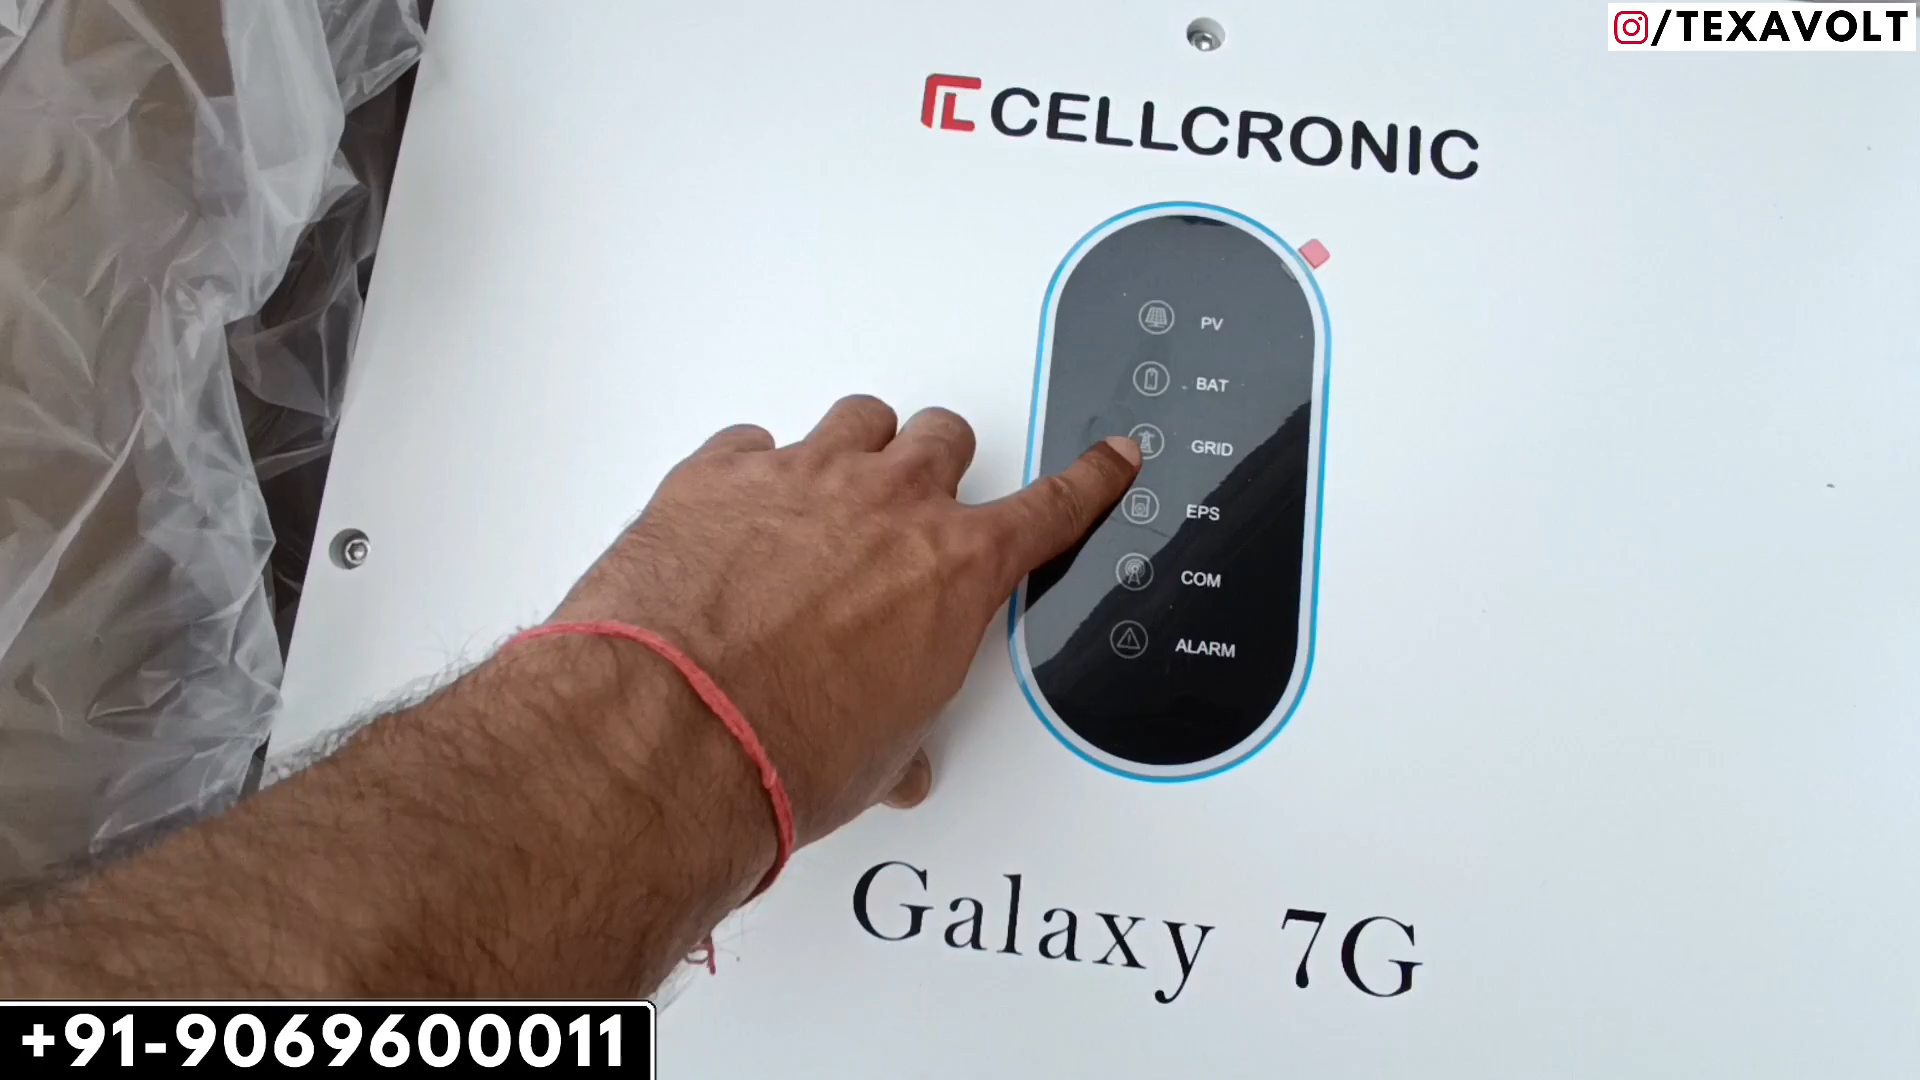 /TEXAVOLT
CELLCRONIC
PV
BAT
GRID
EPS
COM
ALARM
Galaxy 7G
+91-9069600011